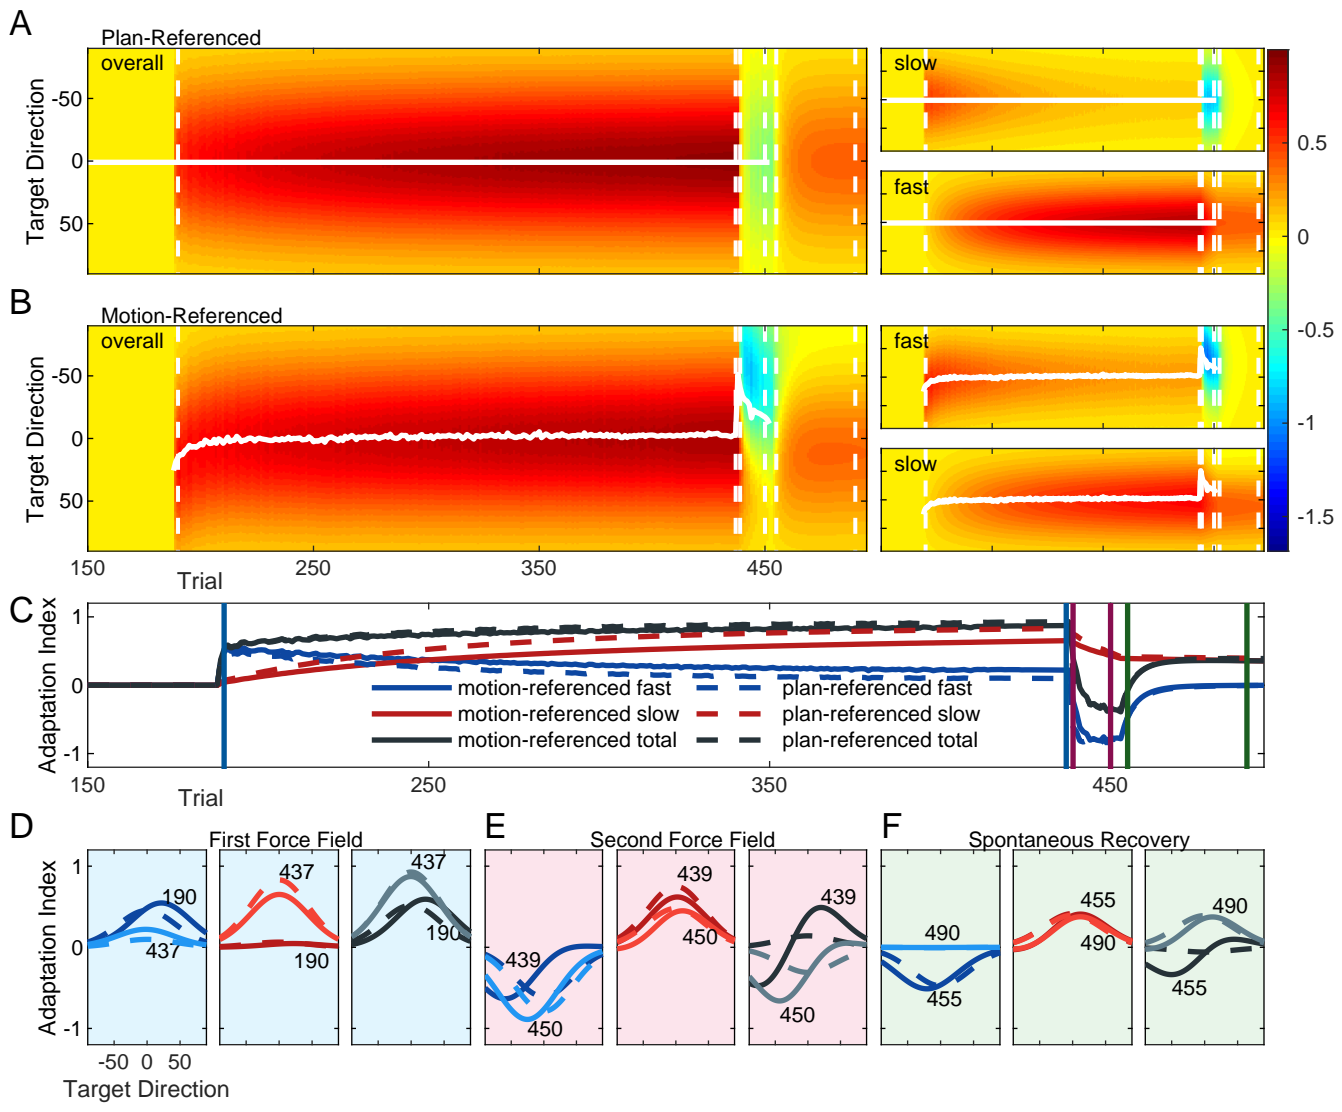 A
Plan-Referenced
overall
slow
fast
Target Direction
-50
0
50
0.5
0
-0.5
-1
-1.5
B
Motion-Referenced
overall
fast
slow
Target Direction
-50
0
50
150
250
350
450
Trial
C
Adaptation Index
1
0
-1
motion-referenced fast
plan-referenced fast
motion-referenced slow
plan-referenced slow
motion-referenced total
plan-referenced total
150
250
350
450
Trial
D
First Force Field
Adaptation Index
1
0
-1
190
437
437
190
437
190
-50 0 50
Target Direction
E
Second Force Field
439
450
439
450
439
450
F
Spontaneous Recovery
490
455
455
490
490
455